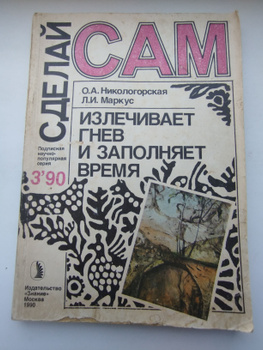 СДЕЛАЙ
САМ
О.А. Никологорская
Л.И. Маркус
ИЗЛЕЧИВАЕТ
ГНЕВ
И ЗАПОЛНЯЕТ
ВРЕМЯ
Подписная
научно-
популярная
серия
3'90
Издательство
«Знание»
Москва
1990